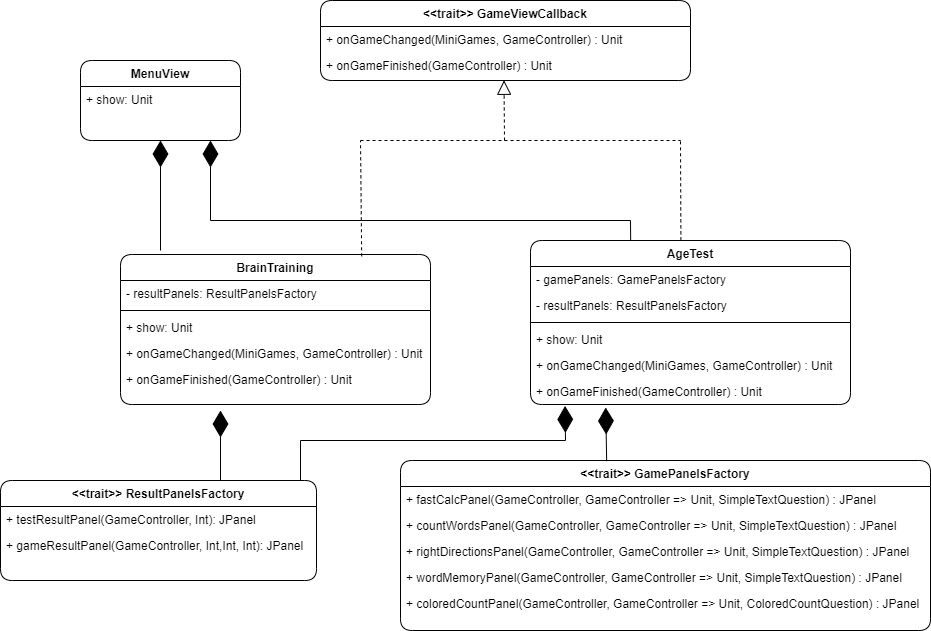 <<trait>> GameViewCallback
+ onGameChanged(MiniGames, GameController) : Unit
+ onGameFinished(GameController) : Unit
MenuView
+ show: Unit
BrainTraining
- resultPanels: ResultPanelsFactory
+ show: Unit
+ onGameChanged(MiniGames, GameController) : Unit
+ onGameFinished(GameController) : Unit
AgeTest
- gamePanels: GamePanelsFactory
- resultPanels: ResultPanelsFactory
+ show: Unit
+ onGameChanged(MiniGames, GameController) : Unit
+ onGameFinished(GameController) : Unit
<<trait>> ResultPanelsFactory
+ testResultPanel(GameController, Int): JPanel
+ gameResultPanel(GameController, Int,Int, Int): JPanel
<<trait>> GamePanelsFactory
+ fastCalcPanel(GameController, GameController => Unit, SimpleTextQuestion) : JPanel
+ countWordsPanel(GameController, GameController => Unit, SimpleTextQuestion) : JPanel
+ rightDirectionsPanel(GameController, GameController => Unit, SimpleTextQuestion) : JPanel
+ wordMemoryPanel(GameController, GameController => Unit, SimpleTextQuestion) : JPanel
+ coloredCountPanel(GameController, GameController => Unit, ColoredCountQuestion) : JPanel